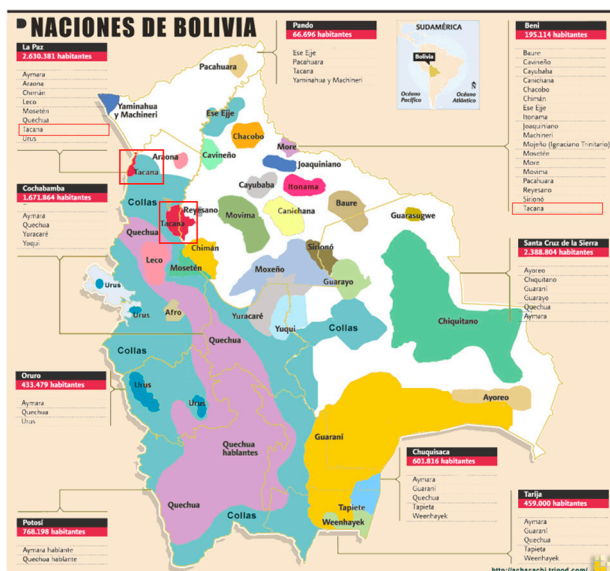 NACIONES DE BOLIVIA
La Paz
2.630.381 habitantes
Aymara
Araona
Chimán
Leco
Mosetén
Quechua
Tacana
Urus
Cochabamba
1.671.864 habitantes
Aymara
Quechua
Yuracaré
Yuqui
Oruro
433.479 habitantes
Aymara
Quechua
Urus
Potosí
768.198 habitantes
Aymara hablante
Quechua hablante
Pando
66.696 habitantes
Ese Ejje
Pacahuara
Tacana
Yaminahua y Machineri
SUDAMÉRICA
Bolivia
Océano
Pacífico
Océano
Atlántico
Beni
195.114 habitantes
Baure
Cavineño
Cayubaba
Canichana
Chacobo
Chimán
Ese Ejje
Itonama
Joaquiniano
Machineri
Mojeño (Ignaciano Trinitario)
Mosetén
More
Movima
Pacahuara
Reyesano
Sirionó
Tacana
Santa Cruz de la Sierra
2.388.804 habitantes
Ayoreo
Chiquitano
Guaraní
Guarayo
Quechua
Aymara
Chuquisaca
601.816 habitantes
Aymara
Guaraní
Quechua
Tapieta
Weenhayek
Tarija
459.000 habitantes
Aymara
Guaraní
Quechua
Tapieta
Weenhayek
Pacahuara
Yaminahua
y Machineri
Ese Ejje
Chacobo
More
Araona
Cavineño
Joaquiniano
Tacana
Cayubaba
Itonama
Collas
Reyesano
Baure
Tacana
Movima
Canichana
Guarasugwe
Quechua
Chimán
Sirionó
Leco
Mosetén
Moxeño
Guarayo
Urus
Urus
Afro
Yuracaré
Yuqui
Collas
Chiquitano
Collas
Quechua
Urus
Urus
Ayoreo
Quechua
hablantes
Guaraní
Quechua
Collas
Tapiete
Weenhayek
http://achacachi.tripod.com/